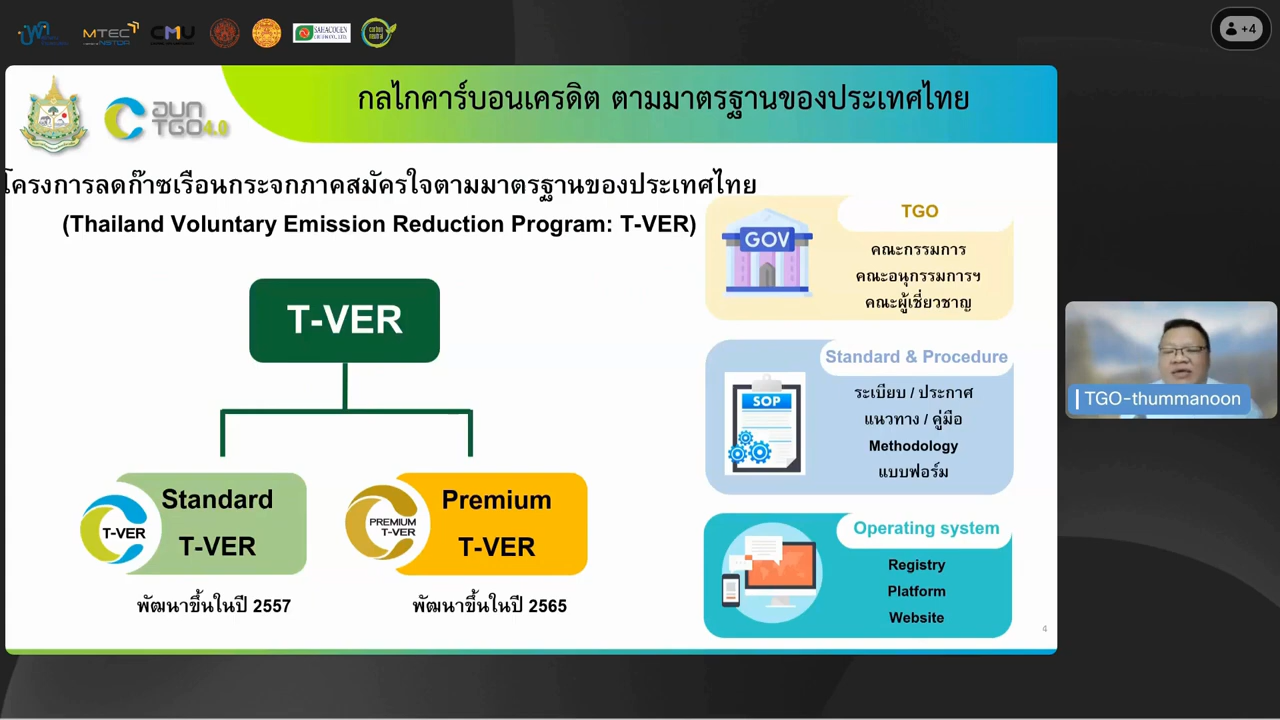 MTEC
NSTDA
CMU
SAHACOGEN
carbon
neutral
+4
อบก
TGO4.0
กลไกคาร์บอนเครดิต ตามมาตรฐานของประเทศไทย
โครงการลดก๊าซเรือนกระจกภาคสมัครใจตามมาตรฐานของประเทศไทย
(Thailand Voluntary Emission Reduction Program: T-VER)
T-VER
T-VER
Standard
T-VER
พัฒนาขึ้นในปี 2557
PREMIUM
T-VER
Premium
T-VER
พัฒนาขึ้นในปี 2565
GOV
TGO
คณะกรรมการ
คณะอนุกรรมการฯ
คณะผู้เชี่ยวชาญ
SOP
Standard & Procedure
ระเบียบ / ประกาศ
แนวทาง / คู่มือ
Methodology
แบบฟอร์ม
Operating system
Registry
Platform
Website
4
TGO-thummanoon